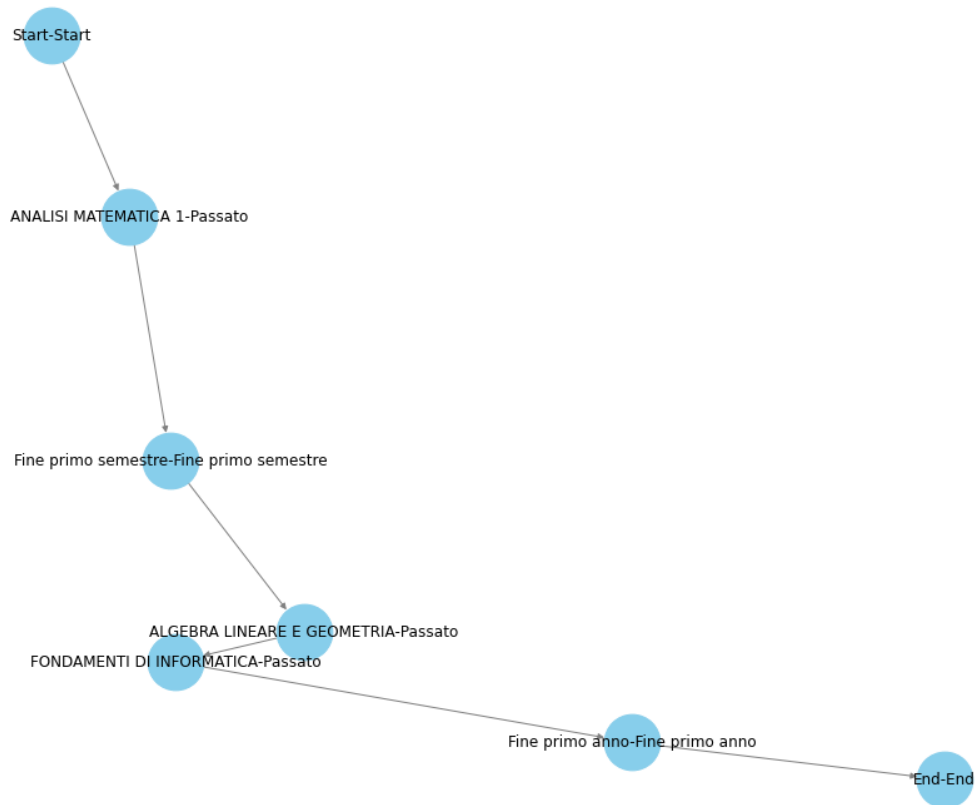 Start-Start
ANALISI MATEMATICA 1-Passato
Fine primo semestre-Fine primo semestre
ALGEBRA LINEARE E GEOMETRIA-Passato
FONDAMENTI DI INFORMATICA-Passato
Fine primo anno-Fine primo anno
End-End